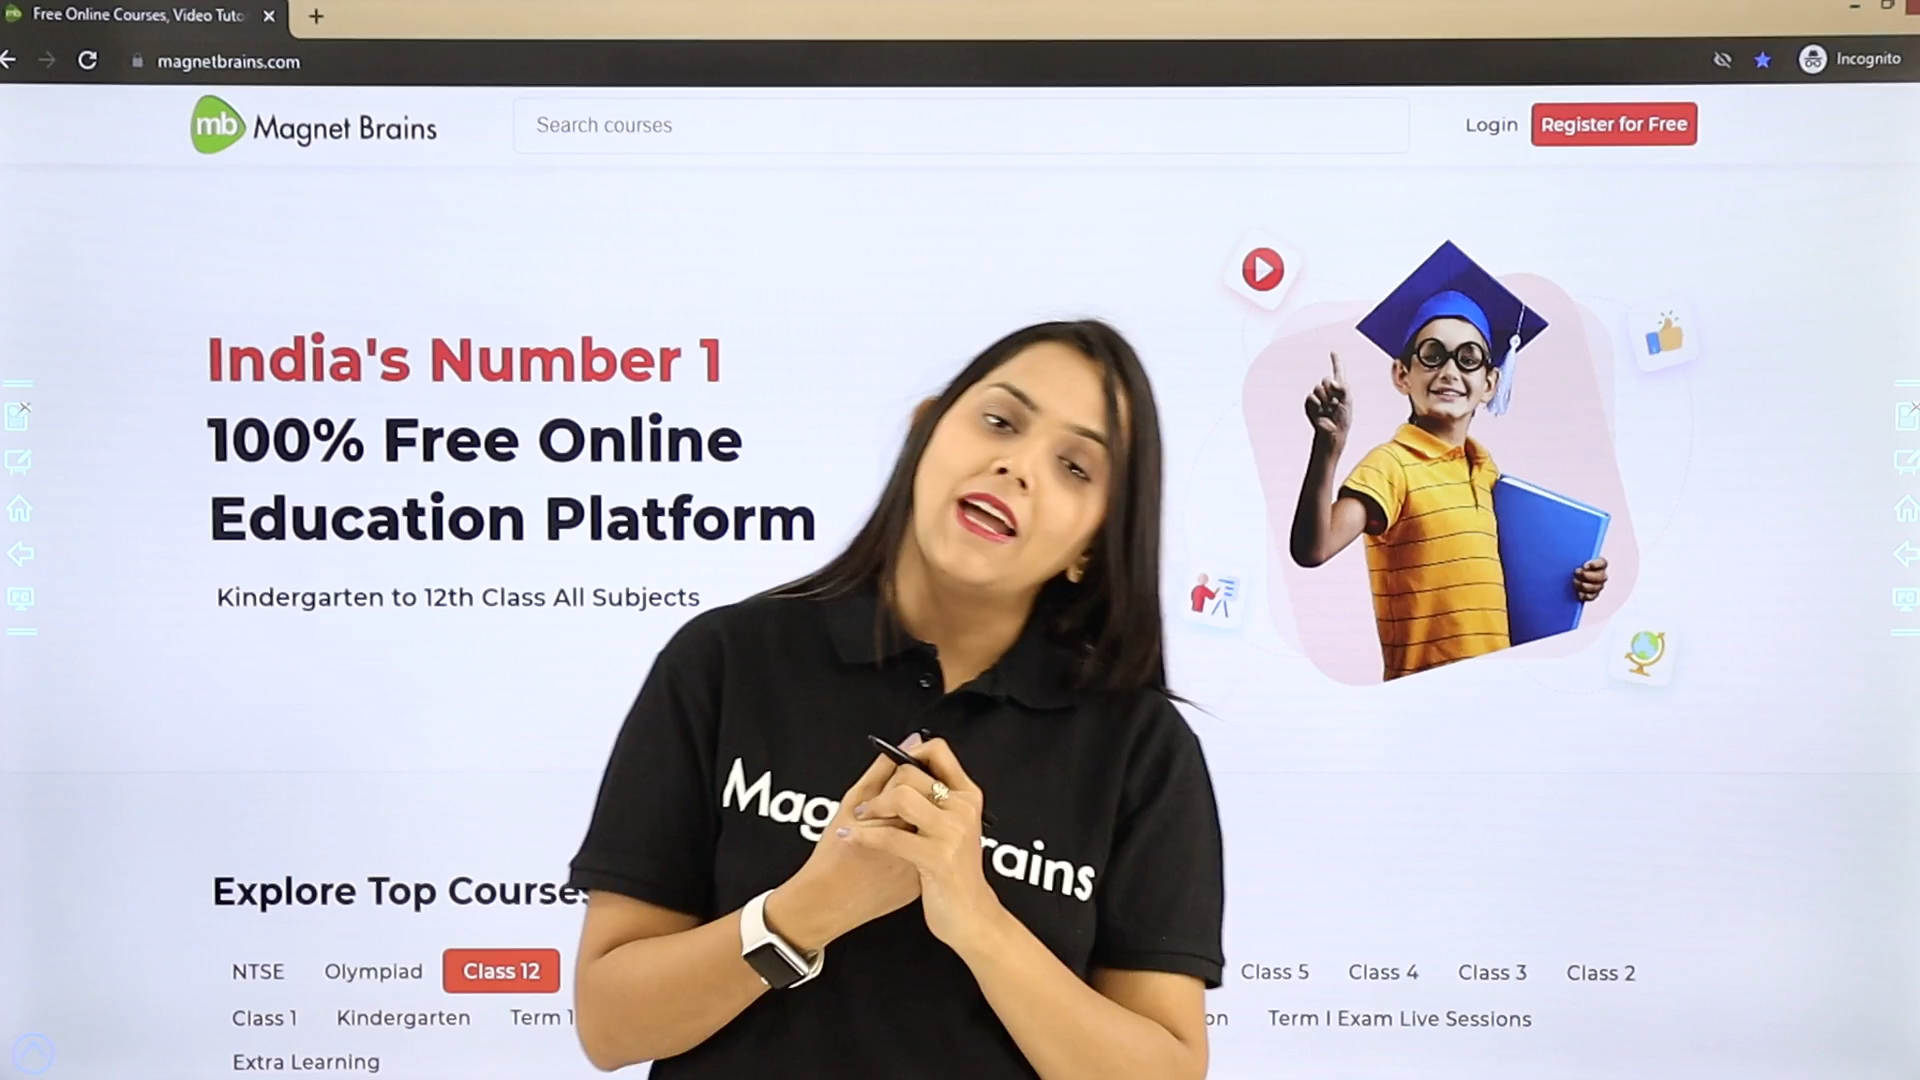 Free Online Courses, Video Tuto
magnetbrains.com
Incognito
mb Magnet Brains
Search courses
Login
Register for Free
India's Number 1
100% Free Online
Education Platform
Kindergarten to 12th Class All Subjects
Mag rains
Explore Top Courses
NTSE Olympiad Class 12 Class 5 Class 4 Class 3 Class 2
Class 1 Kindergarten Term 1 on Term I Exam Live Sessions
Extra Learning